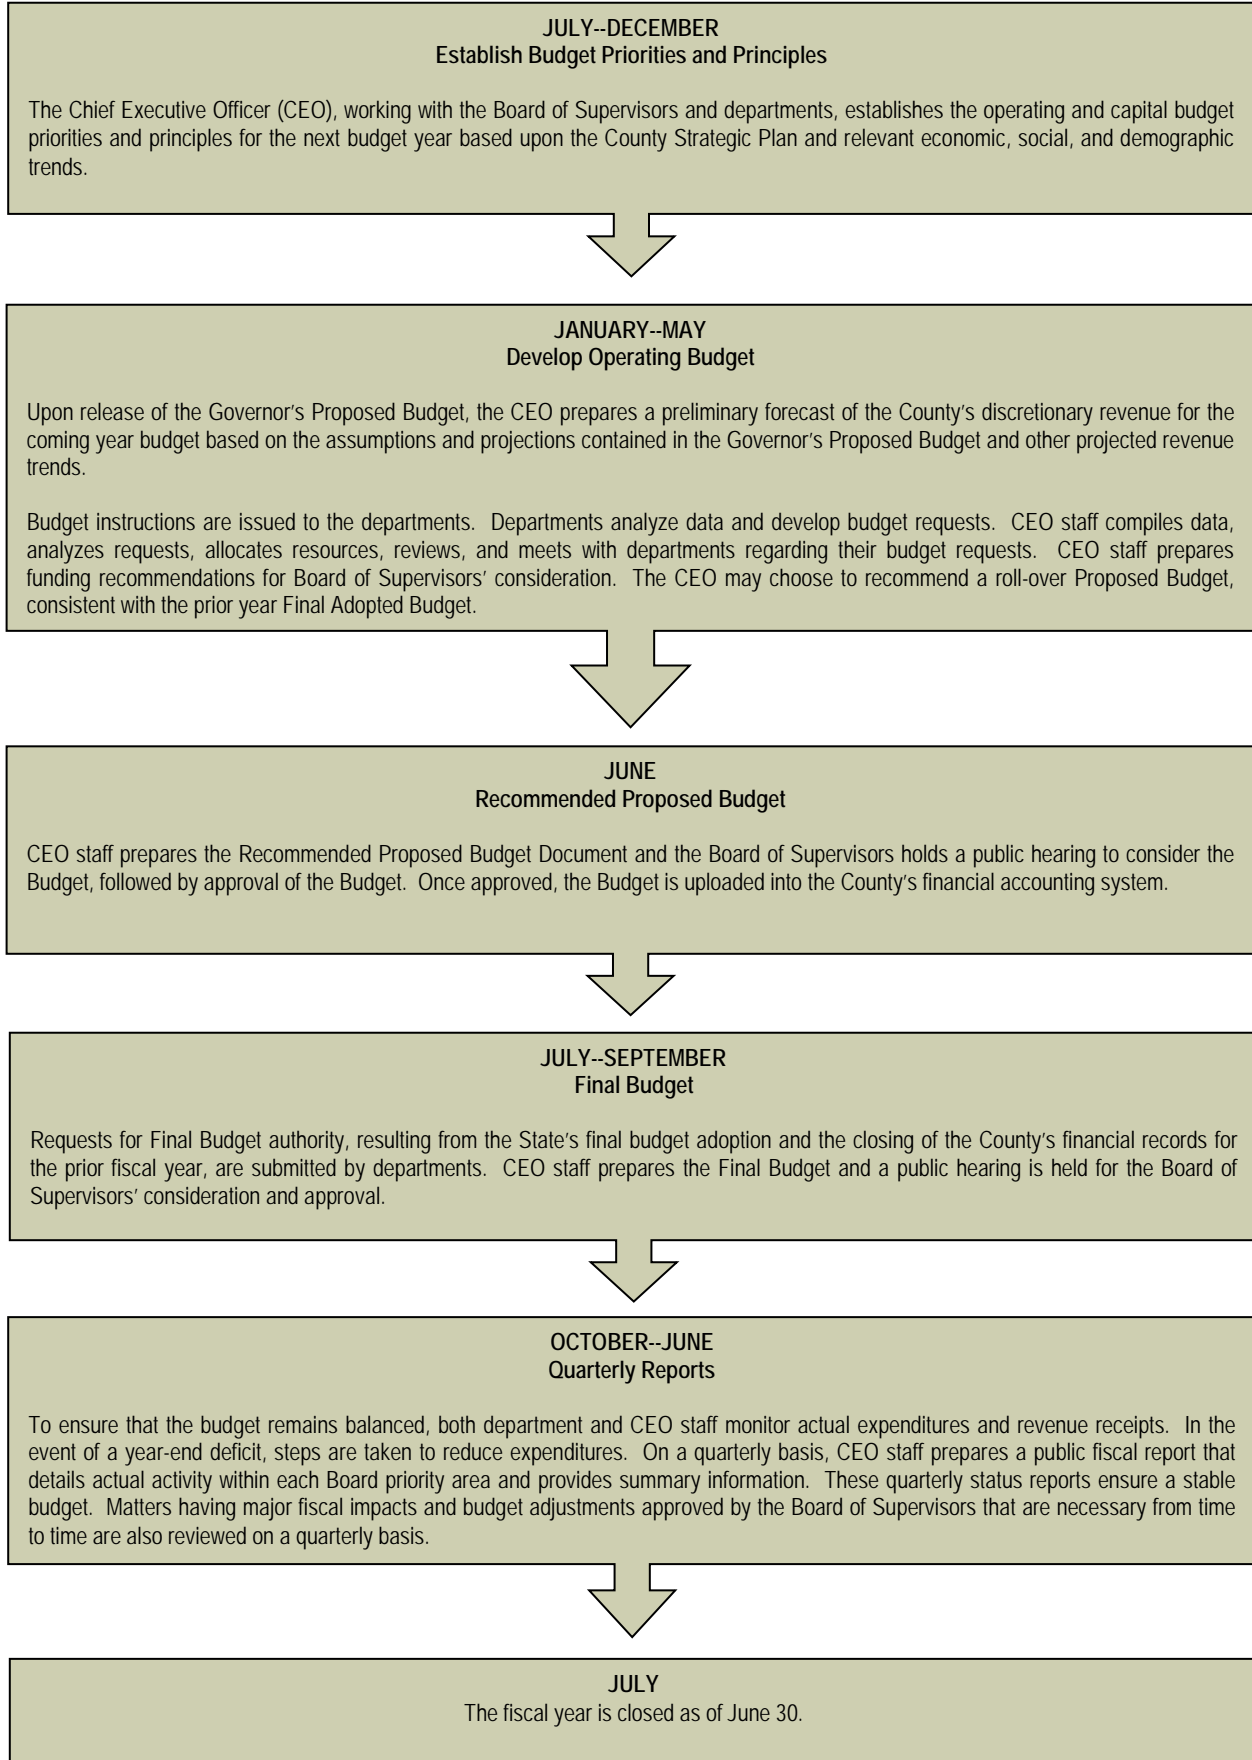 JULY--DECEMBER
Establish Budget Priorities and Principles
The Chief Executive Officer (CEO), working with the Board of Supervisors and departments, establishes the operating and capital budget
priorities and principles for the next budget year based upon the County Strategic Plan and relevant economic, social, and demographic
trends.
JANUARY--MAY
Develop Operating Budget
Upon release of the Governor's Proposed Budget, the CEO prepares a preliminary forecast of the County's discretionary revenue for the
coming year budget based on the assumptions and projections contained in the Governor's Proposed Budget and other projected revenue
trends.
Budget instructions are issued to the departments. Departments analyze data and develop budget requests. CEO staff compiles data,
analyzes requests, allocates resources, reviews, and meets with departments regarding their budget requests. CEO staff prepares
funding recommendations for Board of Supervisors' consideration. The CEO may choose to recommend a roll-over Proposed Budget,
consistent with the prior year Final Adopted Budget.
JUNE
Recommended Proposed Budget
CEO staff prepares the Recommended Proposed Budget Document and the Board of Supervisors holds a public hearing to consider the
Budget, followed by approval of the Budget. Once approved, the Budget is uploaded into the County's financial accounting system.
JULY--SEPTEMBER
Final Budget
Requests for Final Budget authority, resulting from the State's final budget adoption and the closing of the County's financial records for
the prior fiscal year, are submitted by departments. CEO staff prepares the Final Budget and a public hearing is held for the Board of
Supervisors' consideration and approval.
OCTOBER--JUNE
Quarterly Reports
To ensure that the budget remains balanced, both department and CEO staff monitor actual expenditures and revenue receipts. In the
event of a year-end deficit, steps are taken to reduce expenditures. On a quarterly basis, CEO staff prepares a public fiscal report that
details actual activity within each Board priority area and provides summary information. These quarterly status reports ensure a stable
budget. Matters having major fiscal impacts and budget adjustments approved by the Board of Supervisors that are necessary from time
to time are also reviewed on a quarterly basis.
JULY
The fiscal year is closed as of June 30.